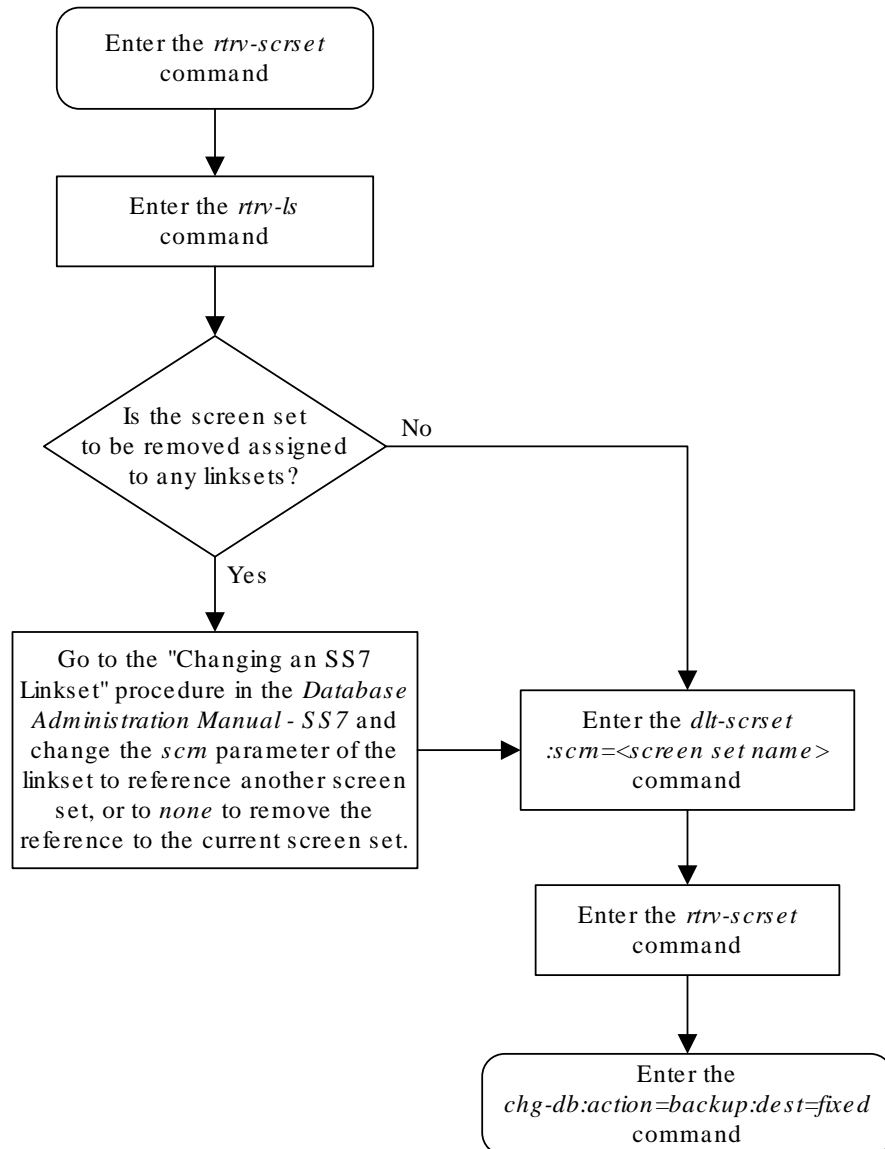 Enter the rtrv-scrset
command
Enter the rtrv-ls
command
Is the screen set
to be removed assigned
to any linksets?
No
Yes
Go to the "Changing an SS7
Linkset" procedure in the Database
Administration Manual - SS7 and
change the scrn parameter of the
linkset to reference another screen
set, or to none to remove the
reference to the current screen set.
Enter the dlt-scrset
:scrn=<screen set name>
command
Enter the rtrv-scrset
command
Enter the
chg-db:action=backup:dest=fixed
command